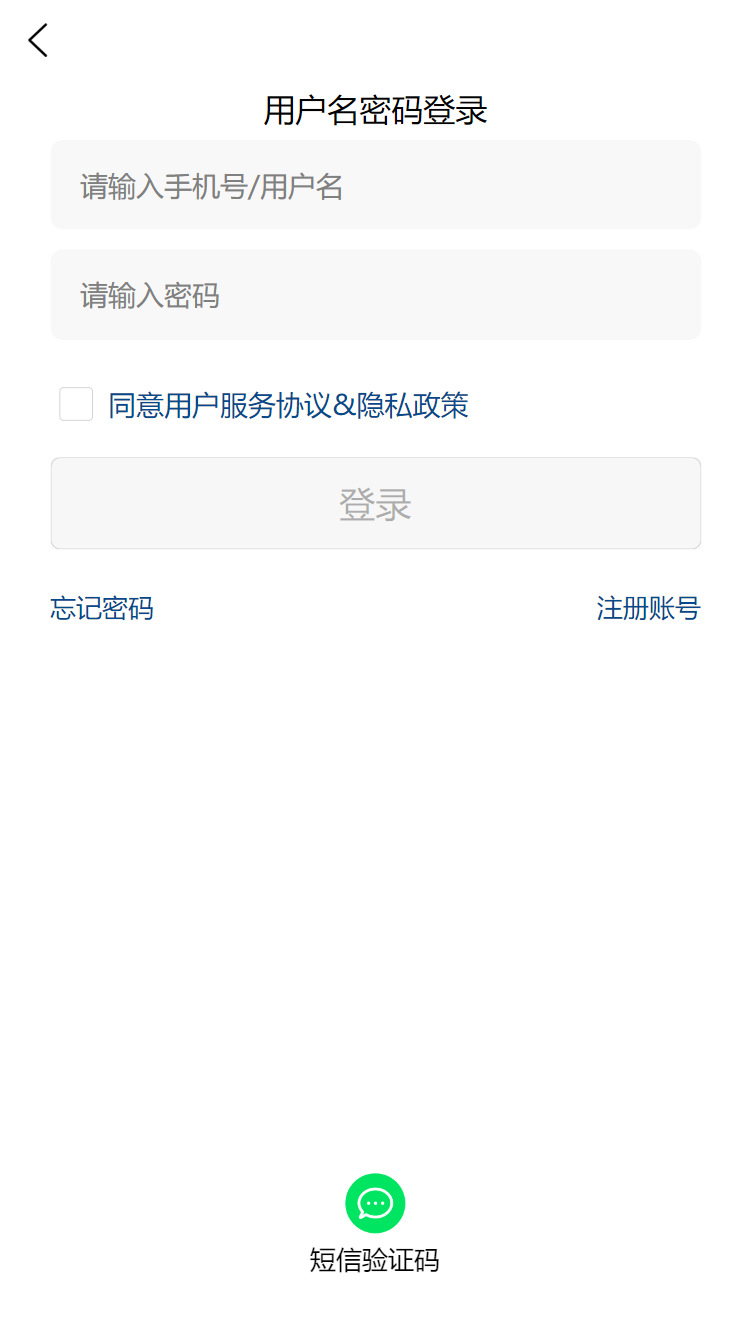 用户名密码登录
请输入手机号/用户名
请输入密码
同意用户服务协议&隐私政策
登录
忘记密码
注册账号
短信验证码